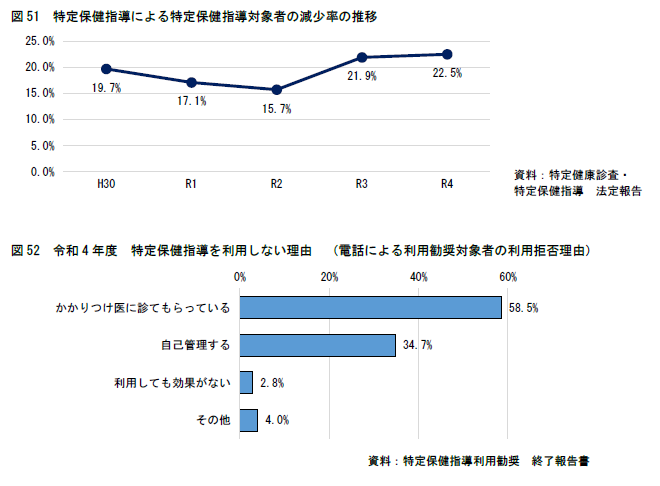 図51　特定保健指導による特定保健指導対象者の減少率の推移
25.0%
20.0%
15.0%
10.0%
5.0%
0.0%
19.7%
17.1%
15.7%
21.9%
22.5%
H30
R1
R2
R3
R4
資料：特定健康診査・
特定保健指導　法定報告
図52　令和4年度　特定保健指導を利用しない理由　（電話による利用勧奨対象者の利用拒否理由）
0%
20%
40%
60%
かかりつけ医に診てもらっている
58.5%
自己管理する
34.7%
利用しても効果がない
2.8%
その他
4.0%
資料：特定保健指導利用勧奨　終了報告書